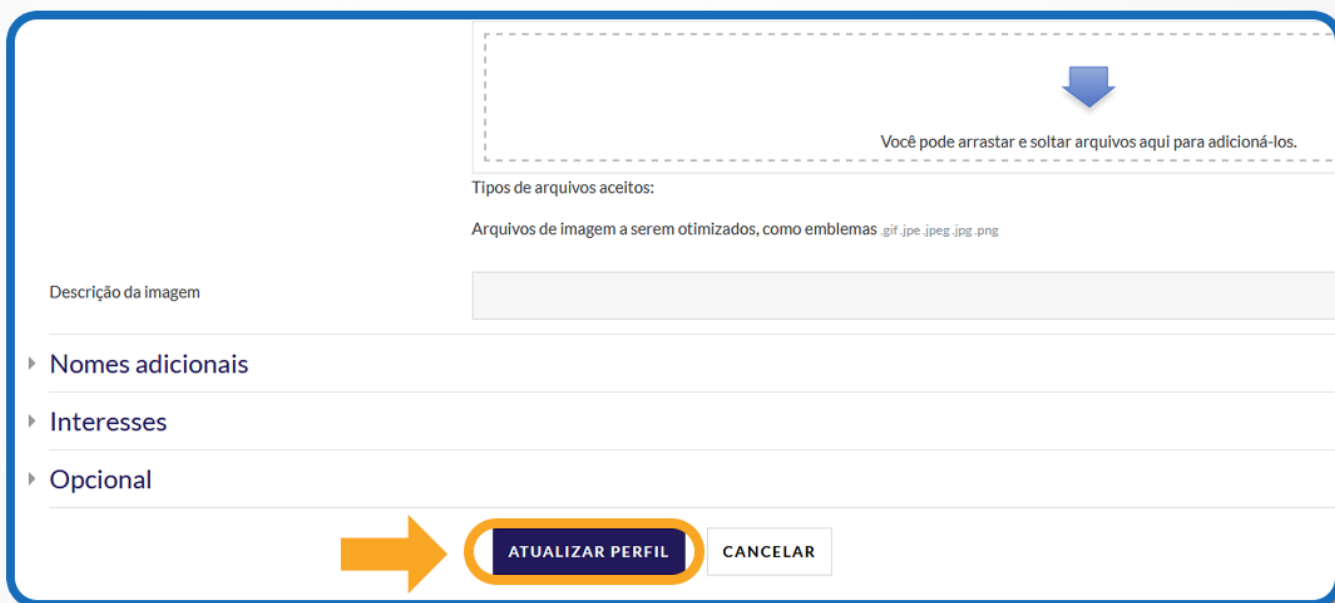 Você pode arrastar e soltar arquivos aqui para adicioná-los.
Tipos de arquivos aceitos:
Arquivos de imagem a serem otimizados, como emblemas .gif .jpe .jpeg .jpg .png
Descrição da imagem
Nomes adicionais
Interesses
Opcional
ATUALIZAR PERFIL CANCELAR